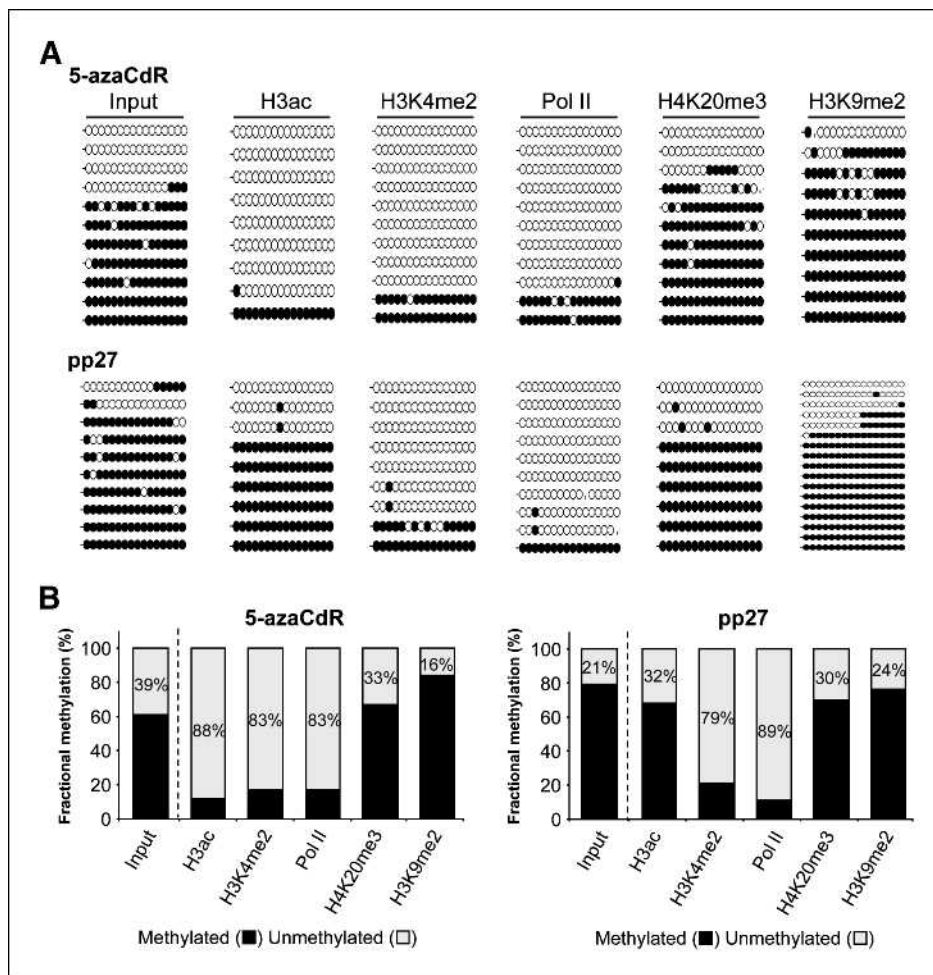 A
5-azaCdR
Input H3ac H3K4me2 Pol II H4K20me3 H3K9me2
pp27
B
5-azaCdR pp27
Fractional methylation (%)
100
80
60
40
20
0
39% 88% 83% 83% 33% 16%
Input H3ac H3K4me2 Pol II H4K20me3 H3K9me2
Methylated (■) Unmethylated (□)
Fractional methylation (%)
100
80
60
40
20
0
21% 32% 79% 89% 30% 24%
Input H3ac H3K4me2 Pol II H4K20me3 H3K9me2
Methylated (■) Unmethylated (□)